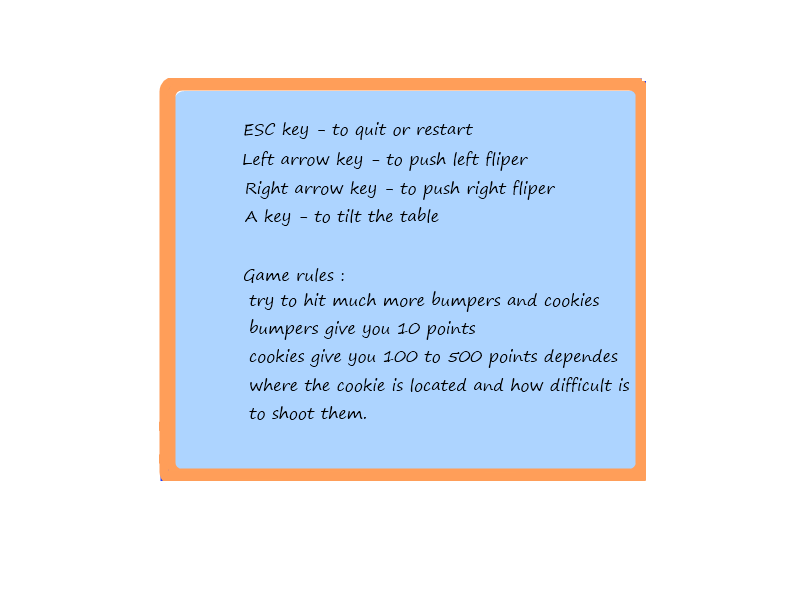 ESC key - to quit or restart
Left arrow key - to push left fliper
Right arrow key - to push right fliper
A key - to tilt the table
Game rules :
try to hit much more bumpers and cookies
bumpers give you 10 points
cookies give you 100 to 500 points dependes
where the cookie is located and how difficult is
to shoot them.